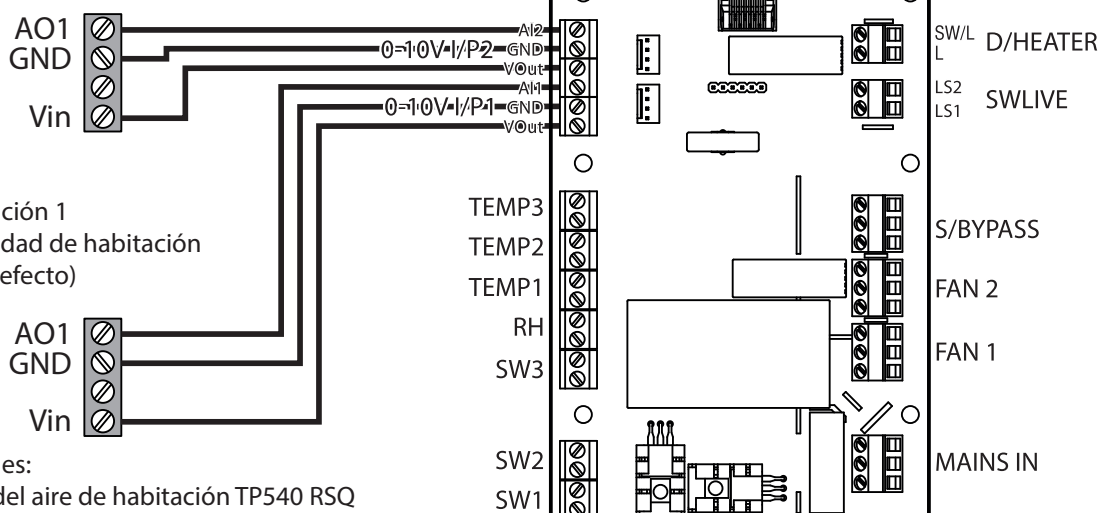 AO1
GND
Vin
ción 1
dad de habitación
efecto)
AO1
GND
Vin
es:
del aire de habitación TP540 RSQ
AI2
0-10V I/P2 GND
VOut
AI1
0-10V I/P1 GND
VOut
TEMP3
TEMP2
TEMP1
RH
SW3
SW2
SW1
SW/L
L
D/HEATER
LS2
LS1
SWLIVE
S/BYPASS
FAN 2
FAN 1
MAINS IN